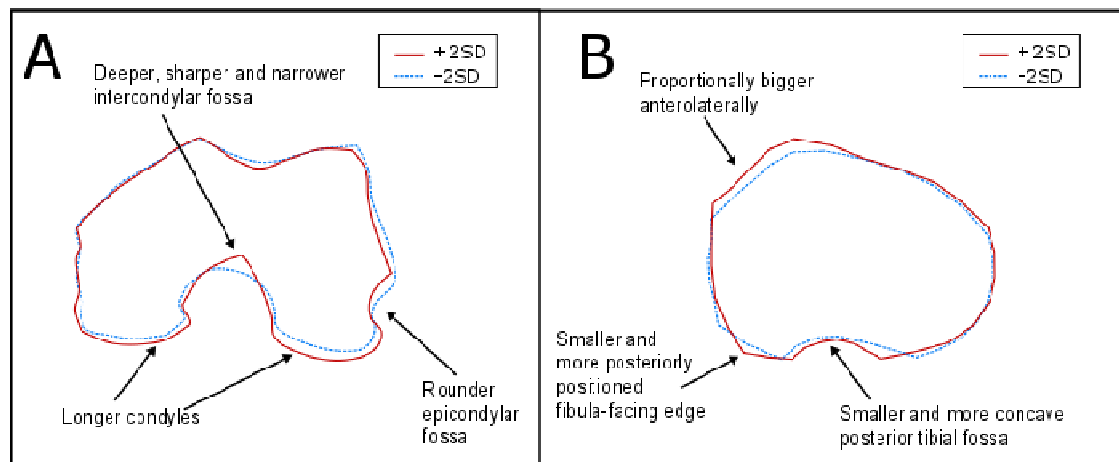 A
+2SD
-2SD
Deeper, sharper and narrower
intercondylar fossa
Longer condyles
Rounder
epicondylar
fossa
B
+2SD
-2SD
Proportionally bigger
anterolaterally
Smaller and
more posteriorly
positioned
fibula-facing edge
Smaller and more concave
posterior tibial fossa